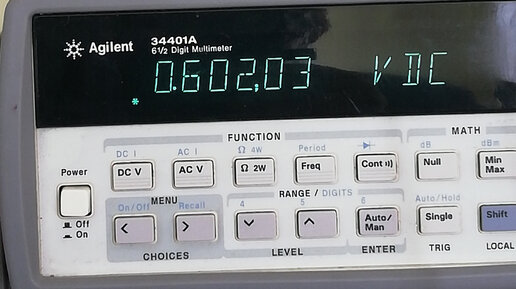 Agilent
34401A
6½ Digit Multimeter
0.602,03 VDC
*
FUNCTION
MATH
DC I
AC I
Ω 4W
Period
dB
dBm
Power
DC V
AC V
Ω 2W
Freq
Cont
Null
Min
Max
MENU
RANGE / DIGITS
On/Off
Recall
4
5
6
Auto/Hold
<
>
Auto/
Man
Single
Shift
Off
On
CHOICES
LEVEL
ENTER
TRIG
LOCAL